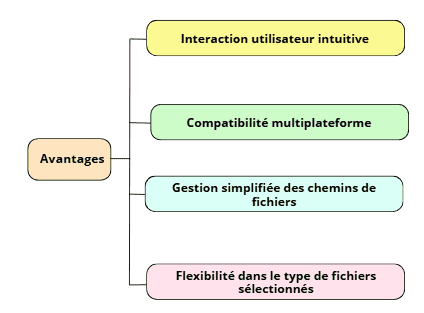 Interaction utilisateur intuitive
Compatibilité multiplateforme
Avantages
Gestion simplifiée des chemins de
fichiers
Flexibilité dans le type de fichiers
sélectionnés